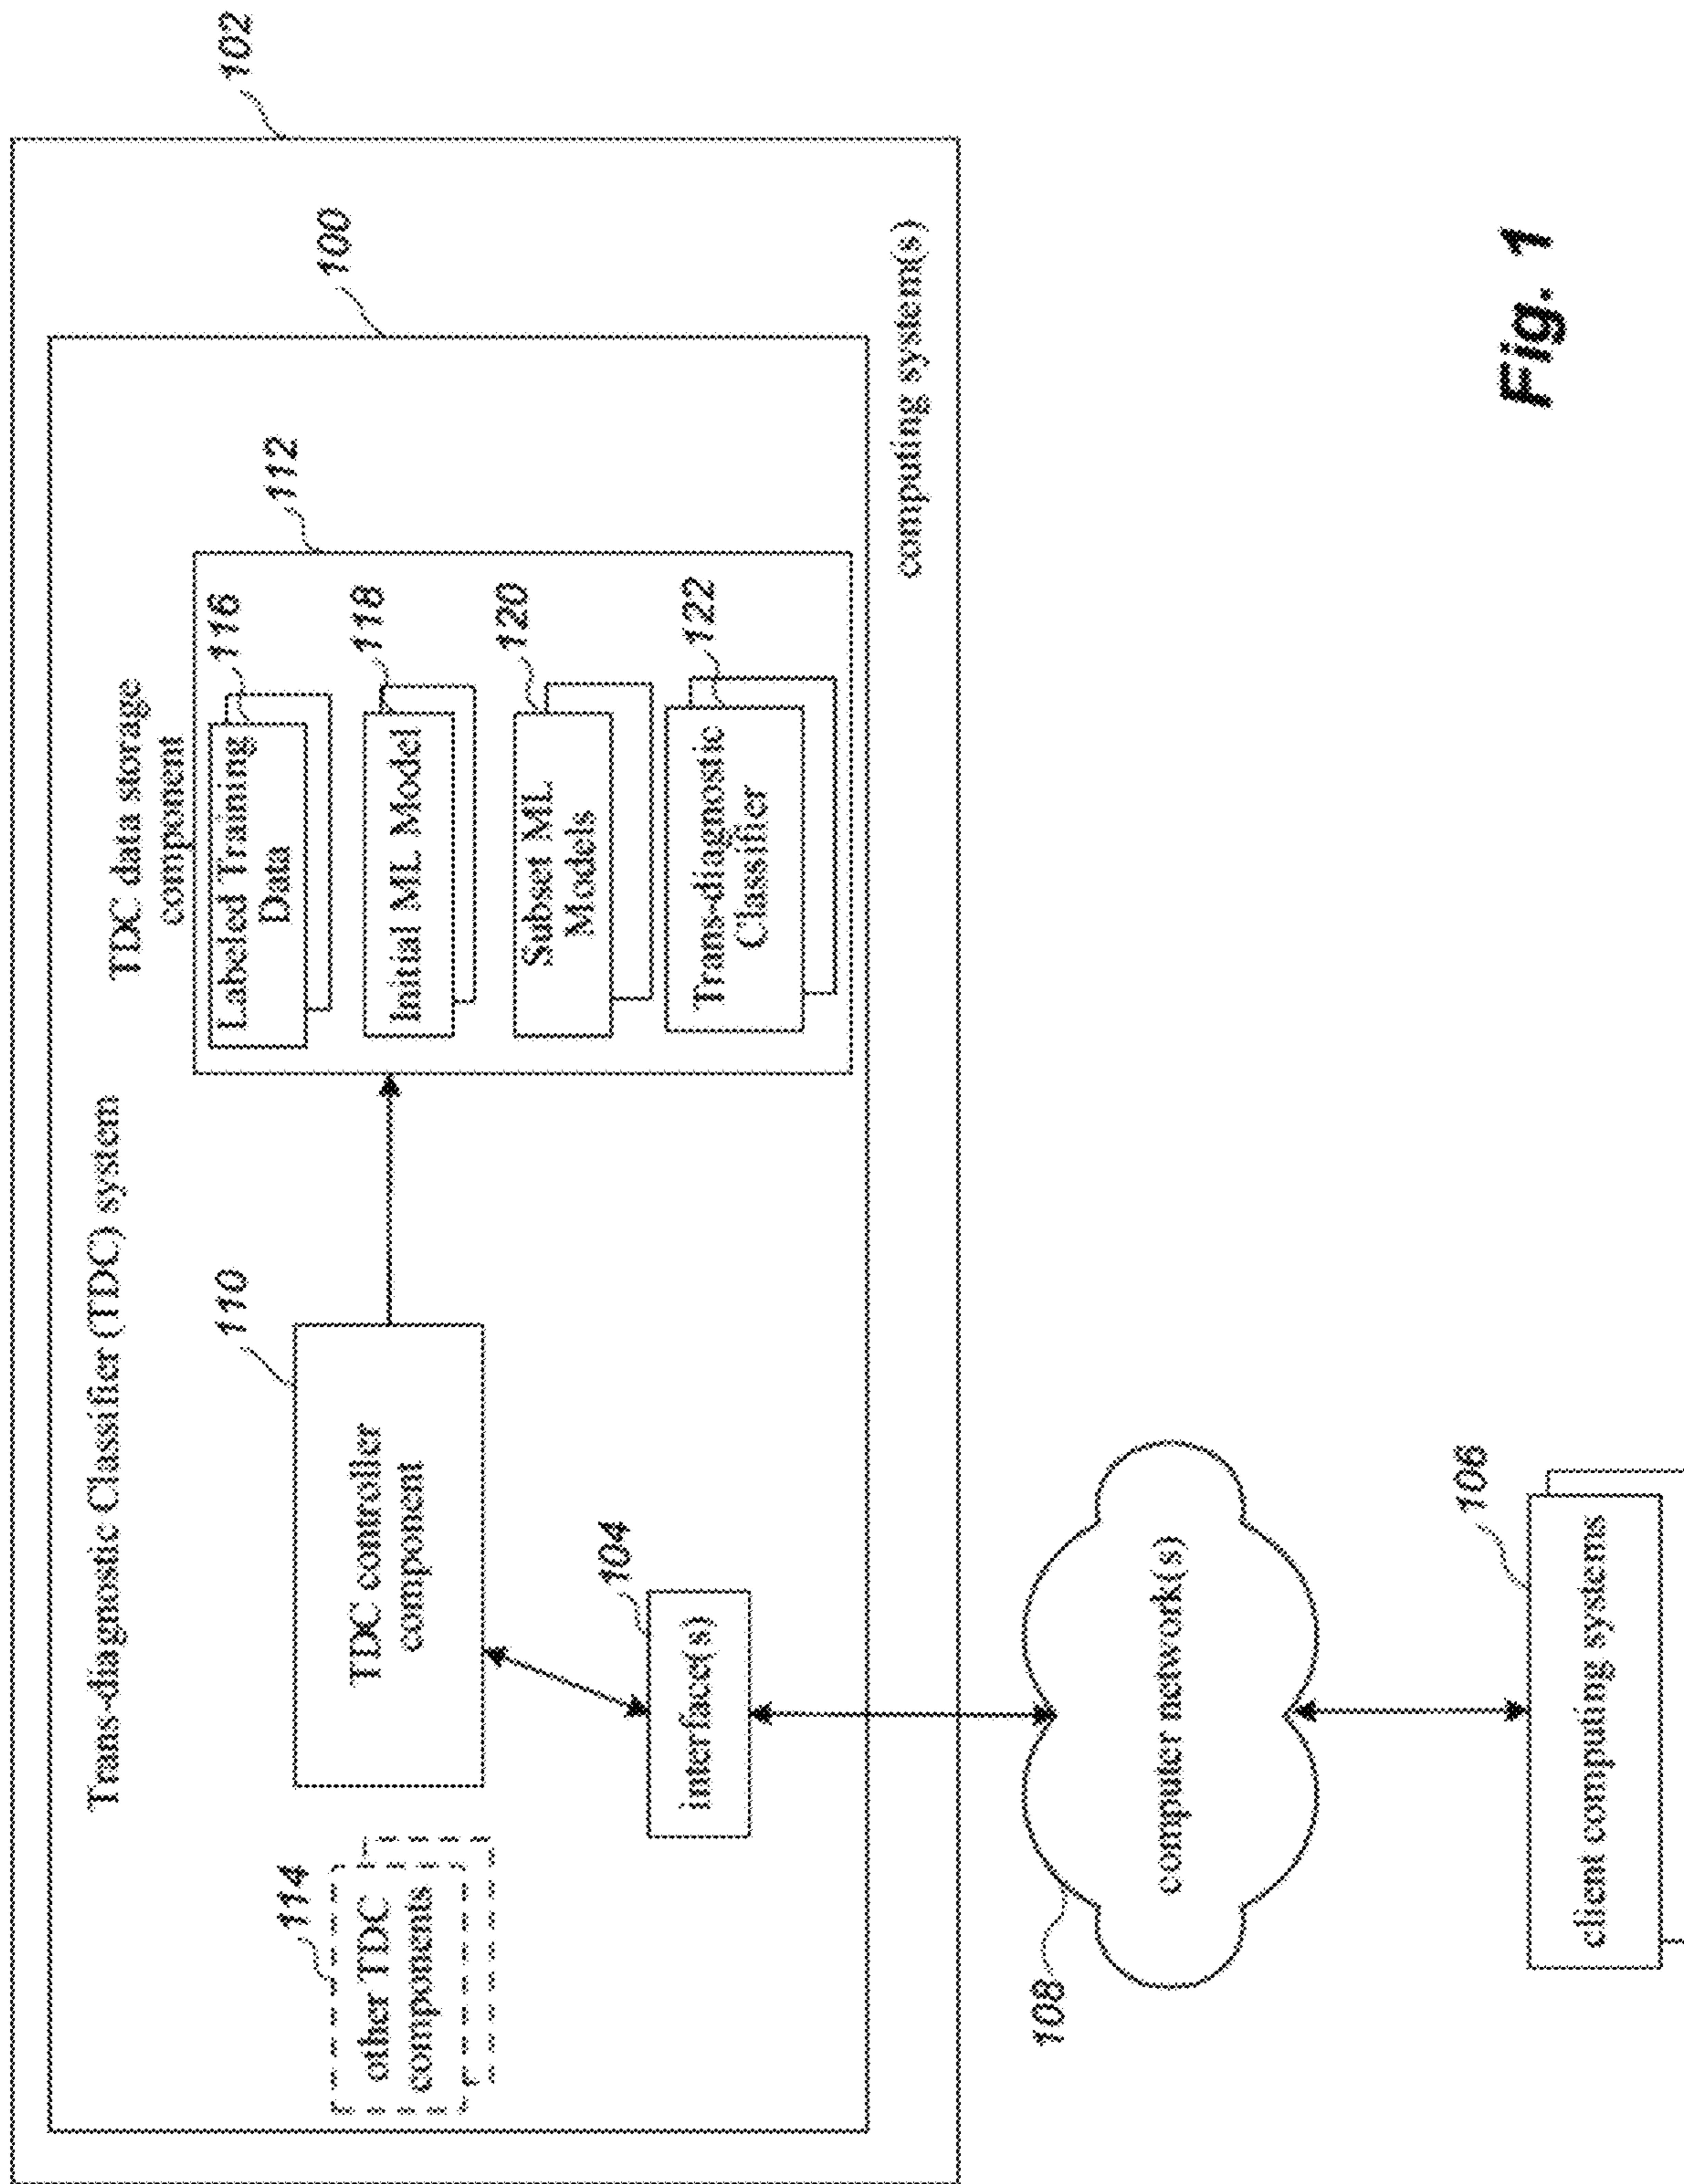 102
100
Trans-diagnostic Classifier (TDC) system
TDC data storage
component
112
110
114
116
Labeled Training
Data
other TDC
components
TDC controller
component
118
Initial ML Model
120
Subset ML
Models
104
interface(s)
122
Trans-diagnostic
Classifier
computing system(s)
108
computer network(s)
106
client computing systems
Fig. 1